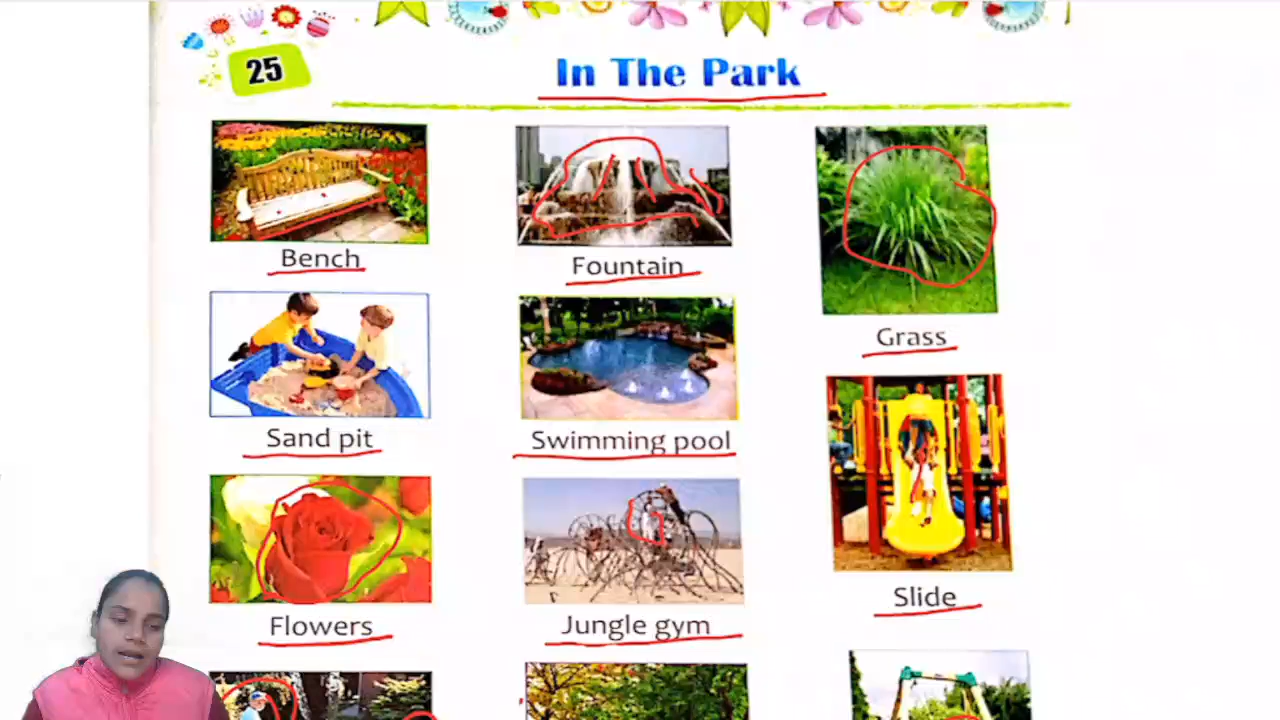 25
In The Park
Bench
Fountain
Grass
Sand pit
Swimming pool
Slide
Flowers
Jungle gym